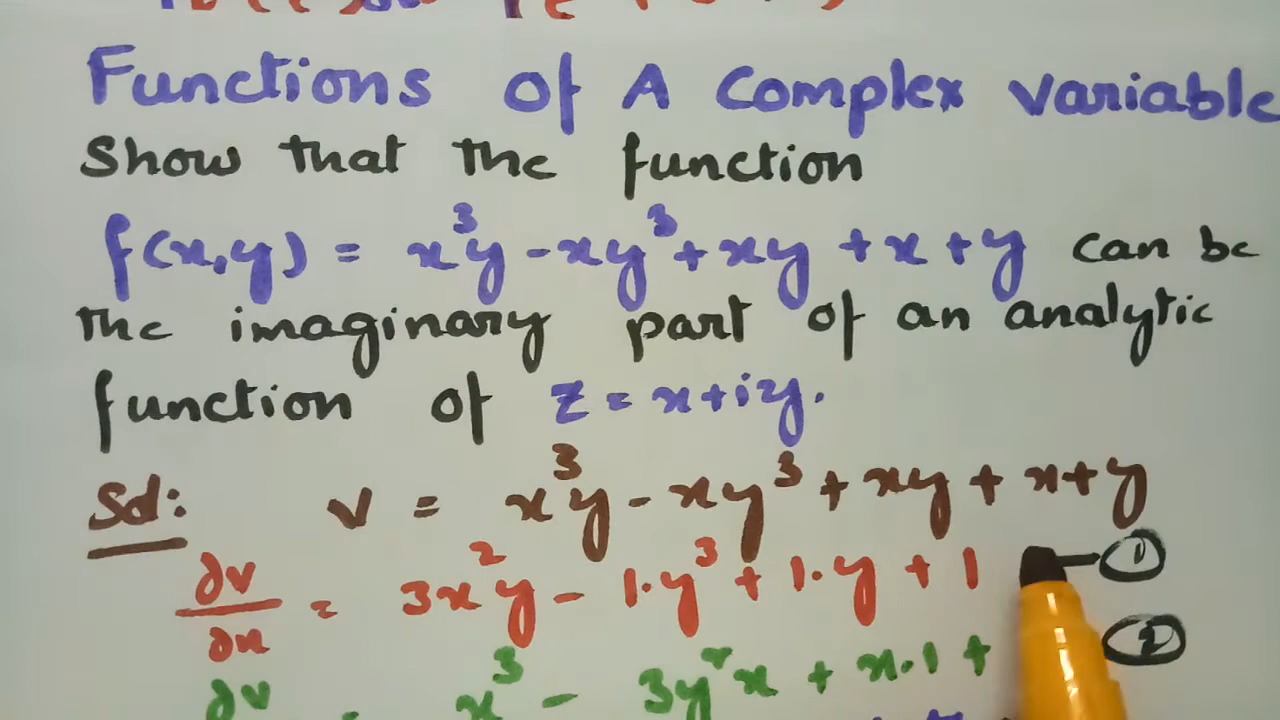 Functions of A Complex Variable
Show that the function
f(x,y) = x³y - xy³ + xy + x + y can be
the imaginary part of an analytic
function of z = x+iy.
Sol: v = x³y - xy³ + xy + x + y
∂v/∂x = 3x²y - 1·y³ + 1·y + 1 — ①
∂v = x³ - 3y²x + x·1 + ②